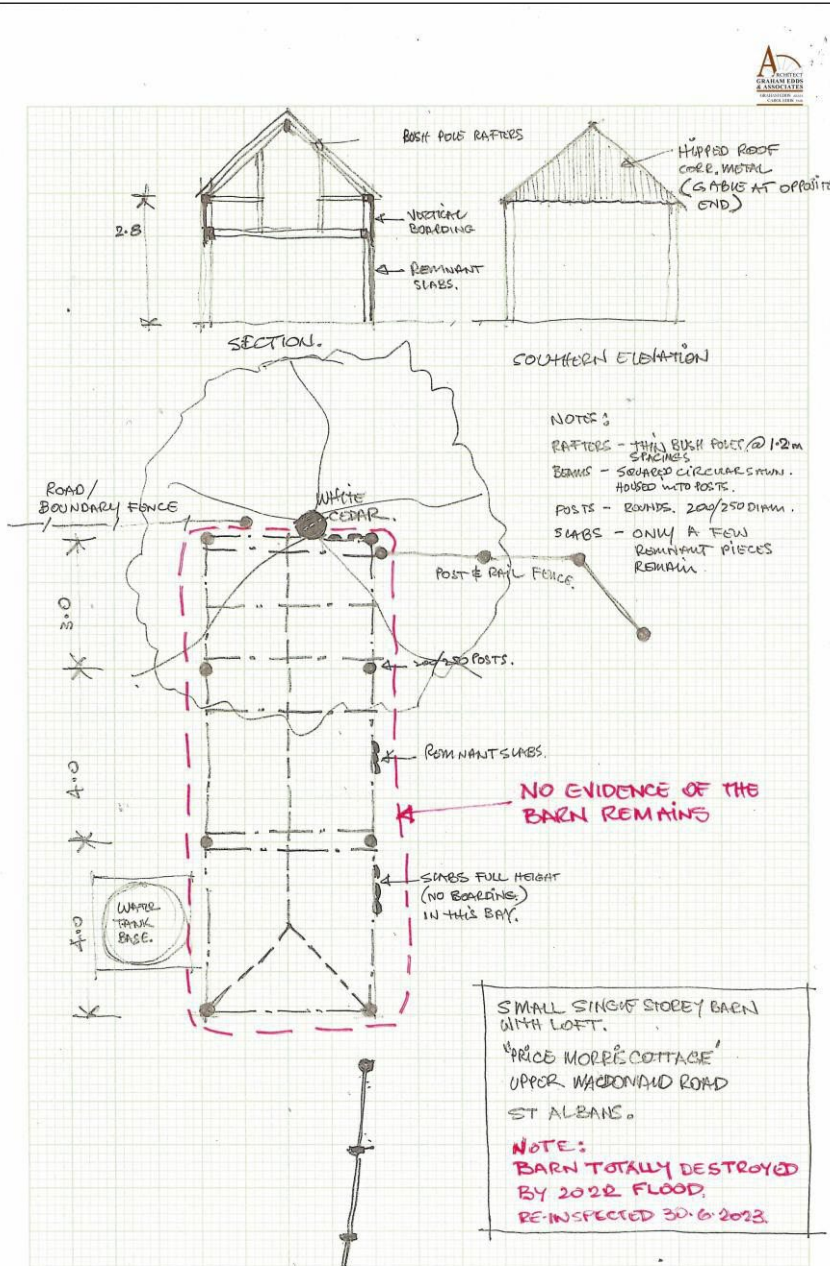 ARCHITECT
GRAHAM EDDS
& ASSOCIATES
BUSH POLE RAFTERS
HIPPED ROOF
CORR. METAL
(GABLE AT OPPOSITE
END)
2.8
VERTICAL
BOARDING
REMNANT
SLABS.
SECTION.
SOUTHERN ELEVATION
NOTES:
RAFTERS - THIN BUSH POLES @ 1.2m
SPACINGS
BEAMS - SQUARED CIRCULAR SAWN.
HOUSED INTO POSTS.
POSTS - ROUNDS. 200/250 DIAM.
SLABS - ONLY A FEW
REMNANT PIECES
REMAIN.
ROAD/
BOUNDARY FENCE
WHITE
CEDAR.
POST & RAIL FENCE.
3.0
200/250 POSTS.
REMNANT SLABS.
4.0
NO EVIDENCE OF THE
BARN REMAINS
SLABS FULL HEIGHT
(NO BOARDING)
IN THIS BAY.
WATER
TANK
BASE.
4.0
SMALL SINGLE STOREY BARN
WITH LOFT.
"PRICE MORRIS COTTAGE"
UPPER MACDONALD ROAD
ST ALBANS.
NOTE:
BARN TOTALLY DESTROYED
BY 2022 FLOOD.
RE-INSPECTED 30.6.2023.